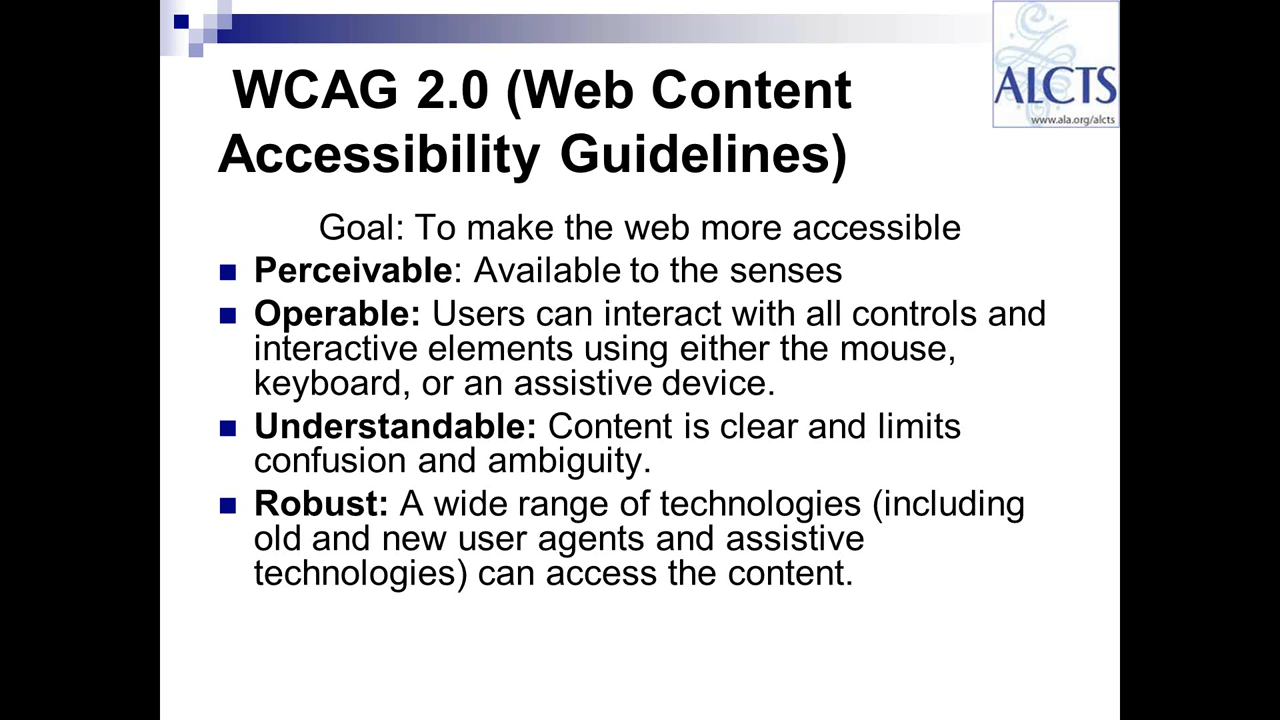 ALCTS
www.ala.org/alcts
WCAG 2.0 (Web Content
Accessibility Guidelines)
Goal: To make the web more accessible
Perceivable: Available to the senses
Operable: Users can interact with all controls and
interactive elements using either the mouse,
keyboard, or an assistive device.
Understandable: Content is clear and limits
confusion and ambiguity.
Robust: A wide range of technologies (including
old and new user agents and assistive
technologies) can access the content.